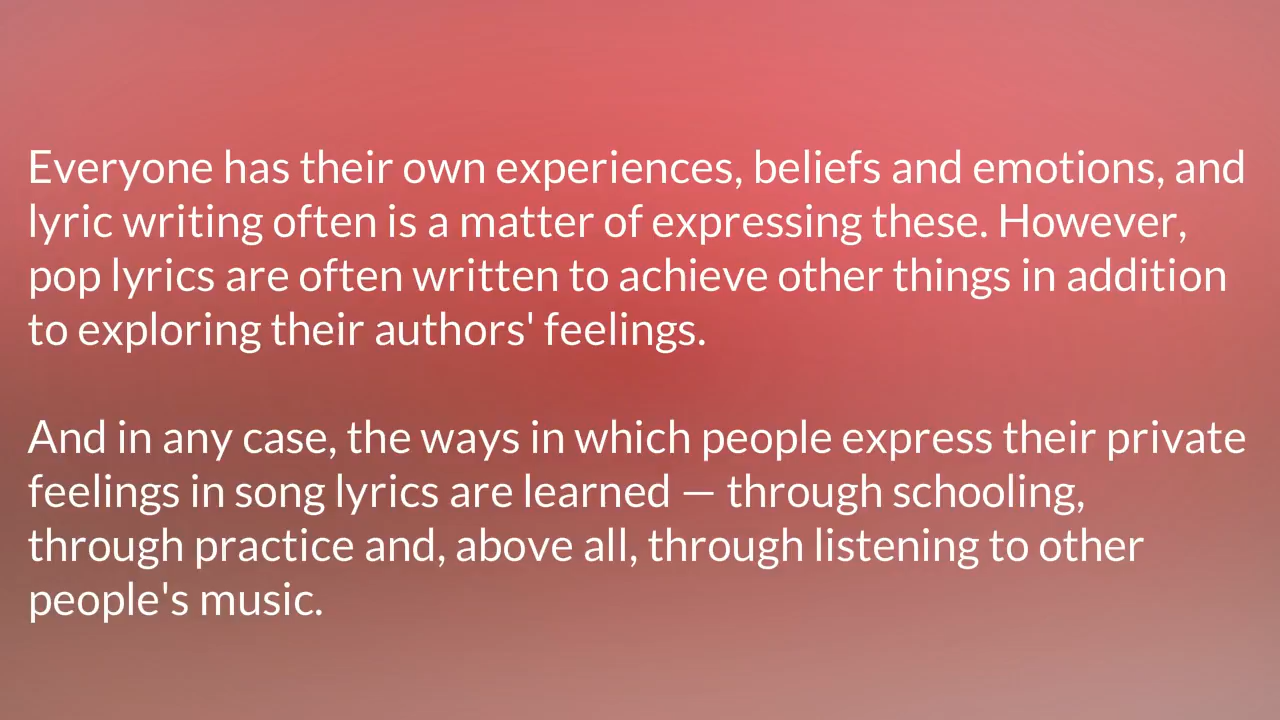 Everyone has their own experiences, beliefs and emotions, and
lyric writing often is a matter of expressing these. However,
pop lyrics are often written to achieve other things in addition
to exploring their authors' feelings.
And in any case, the ways in which people express their private
feelings in song lyrics are learned — through schooling,
through practice and, above all, through listening to other
people's music.